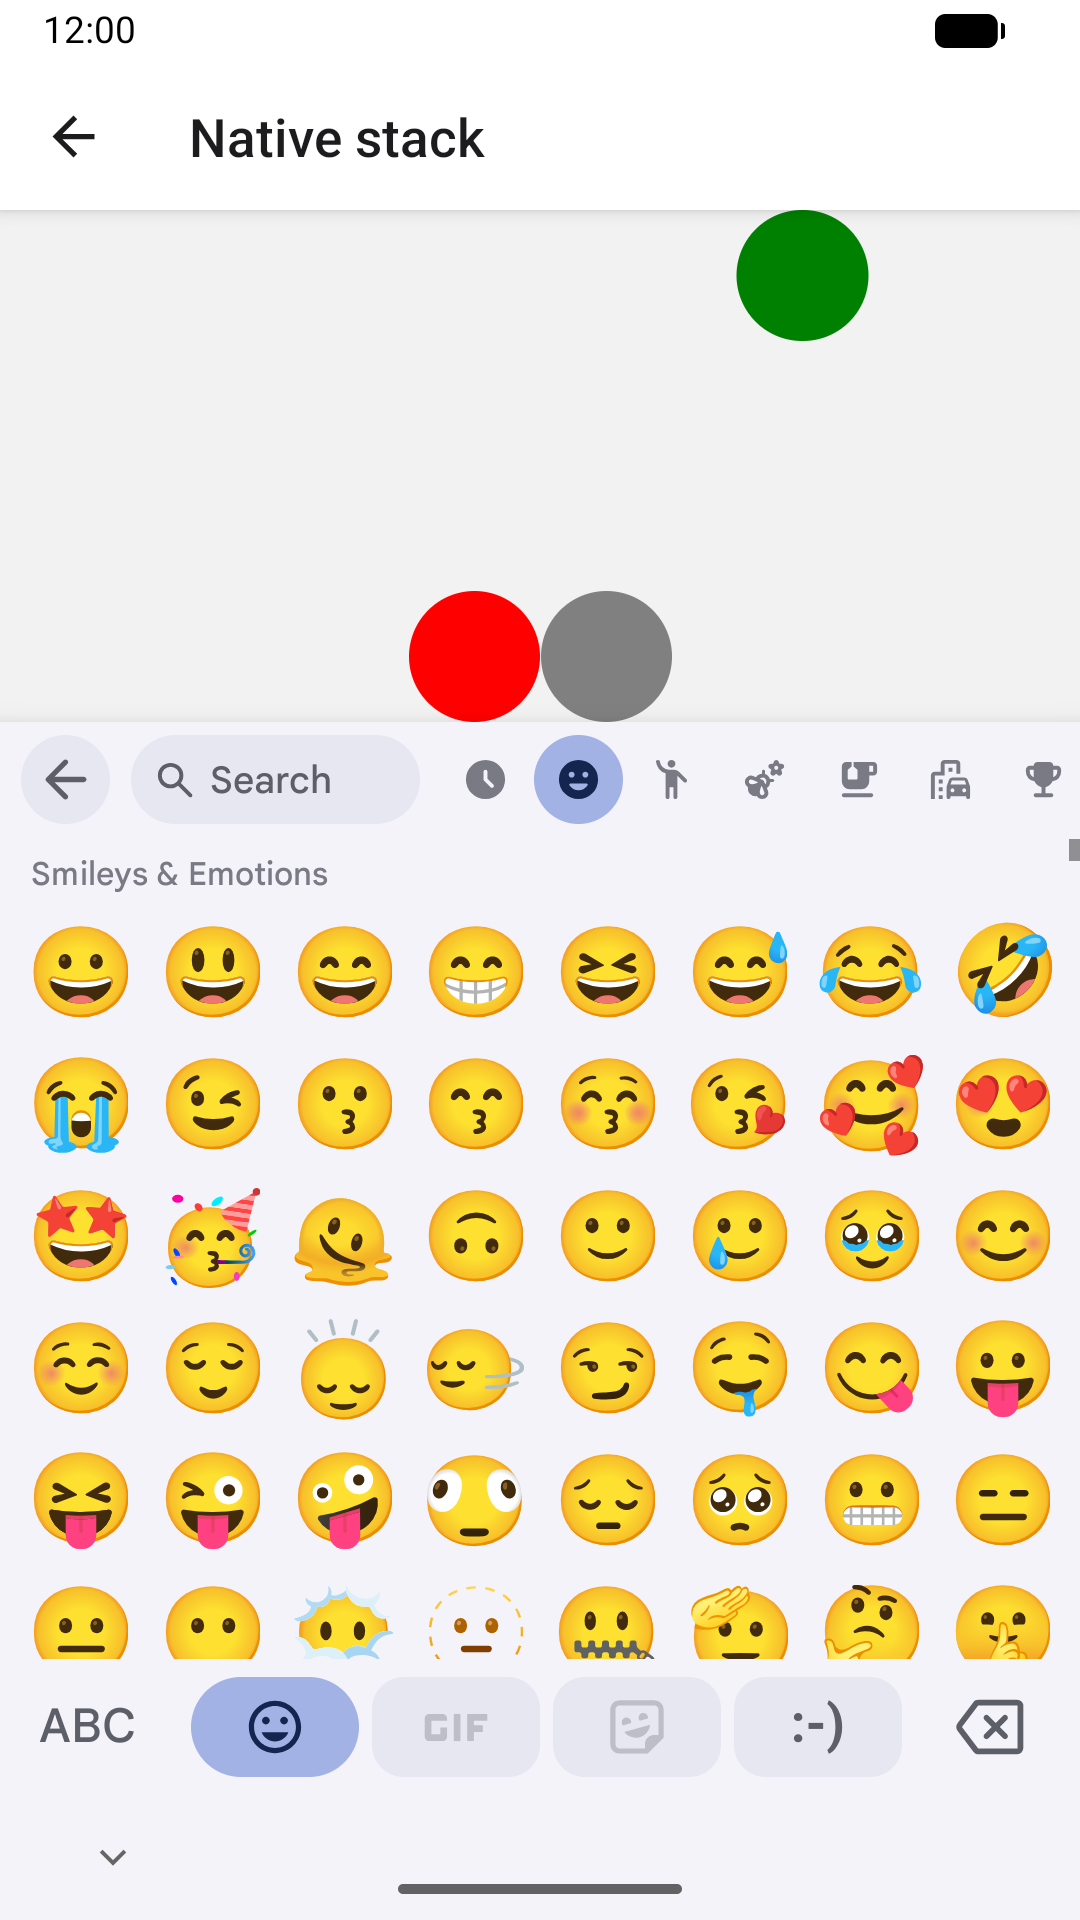 12:00
Native stack
Search
Smileys & Emotions
ABC
GIF
:-)